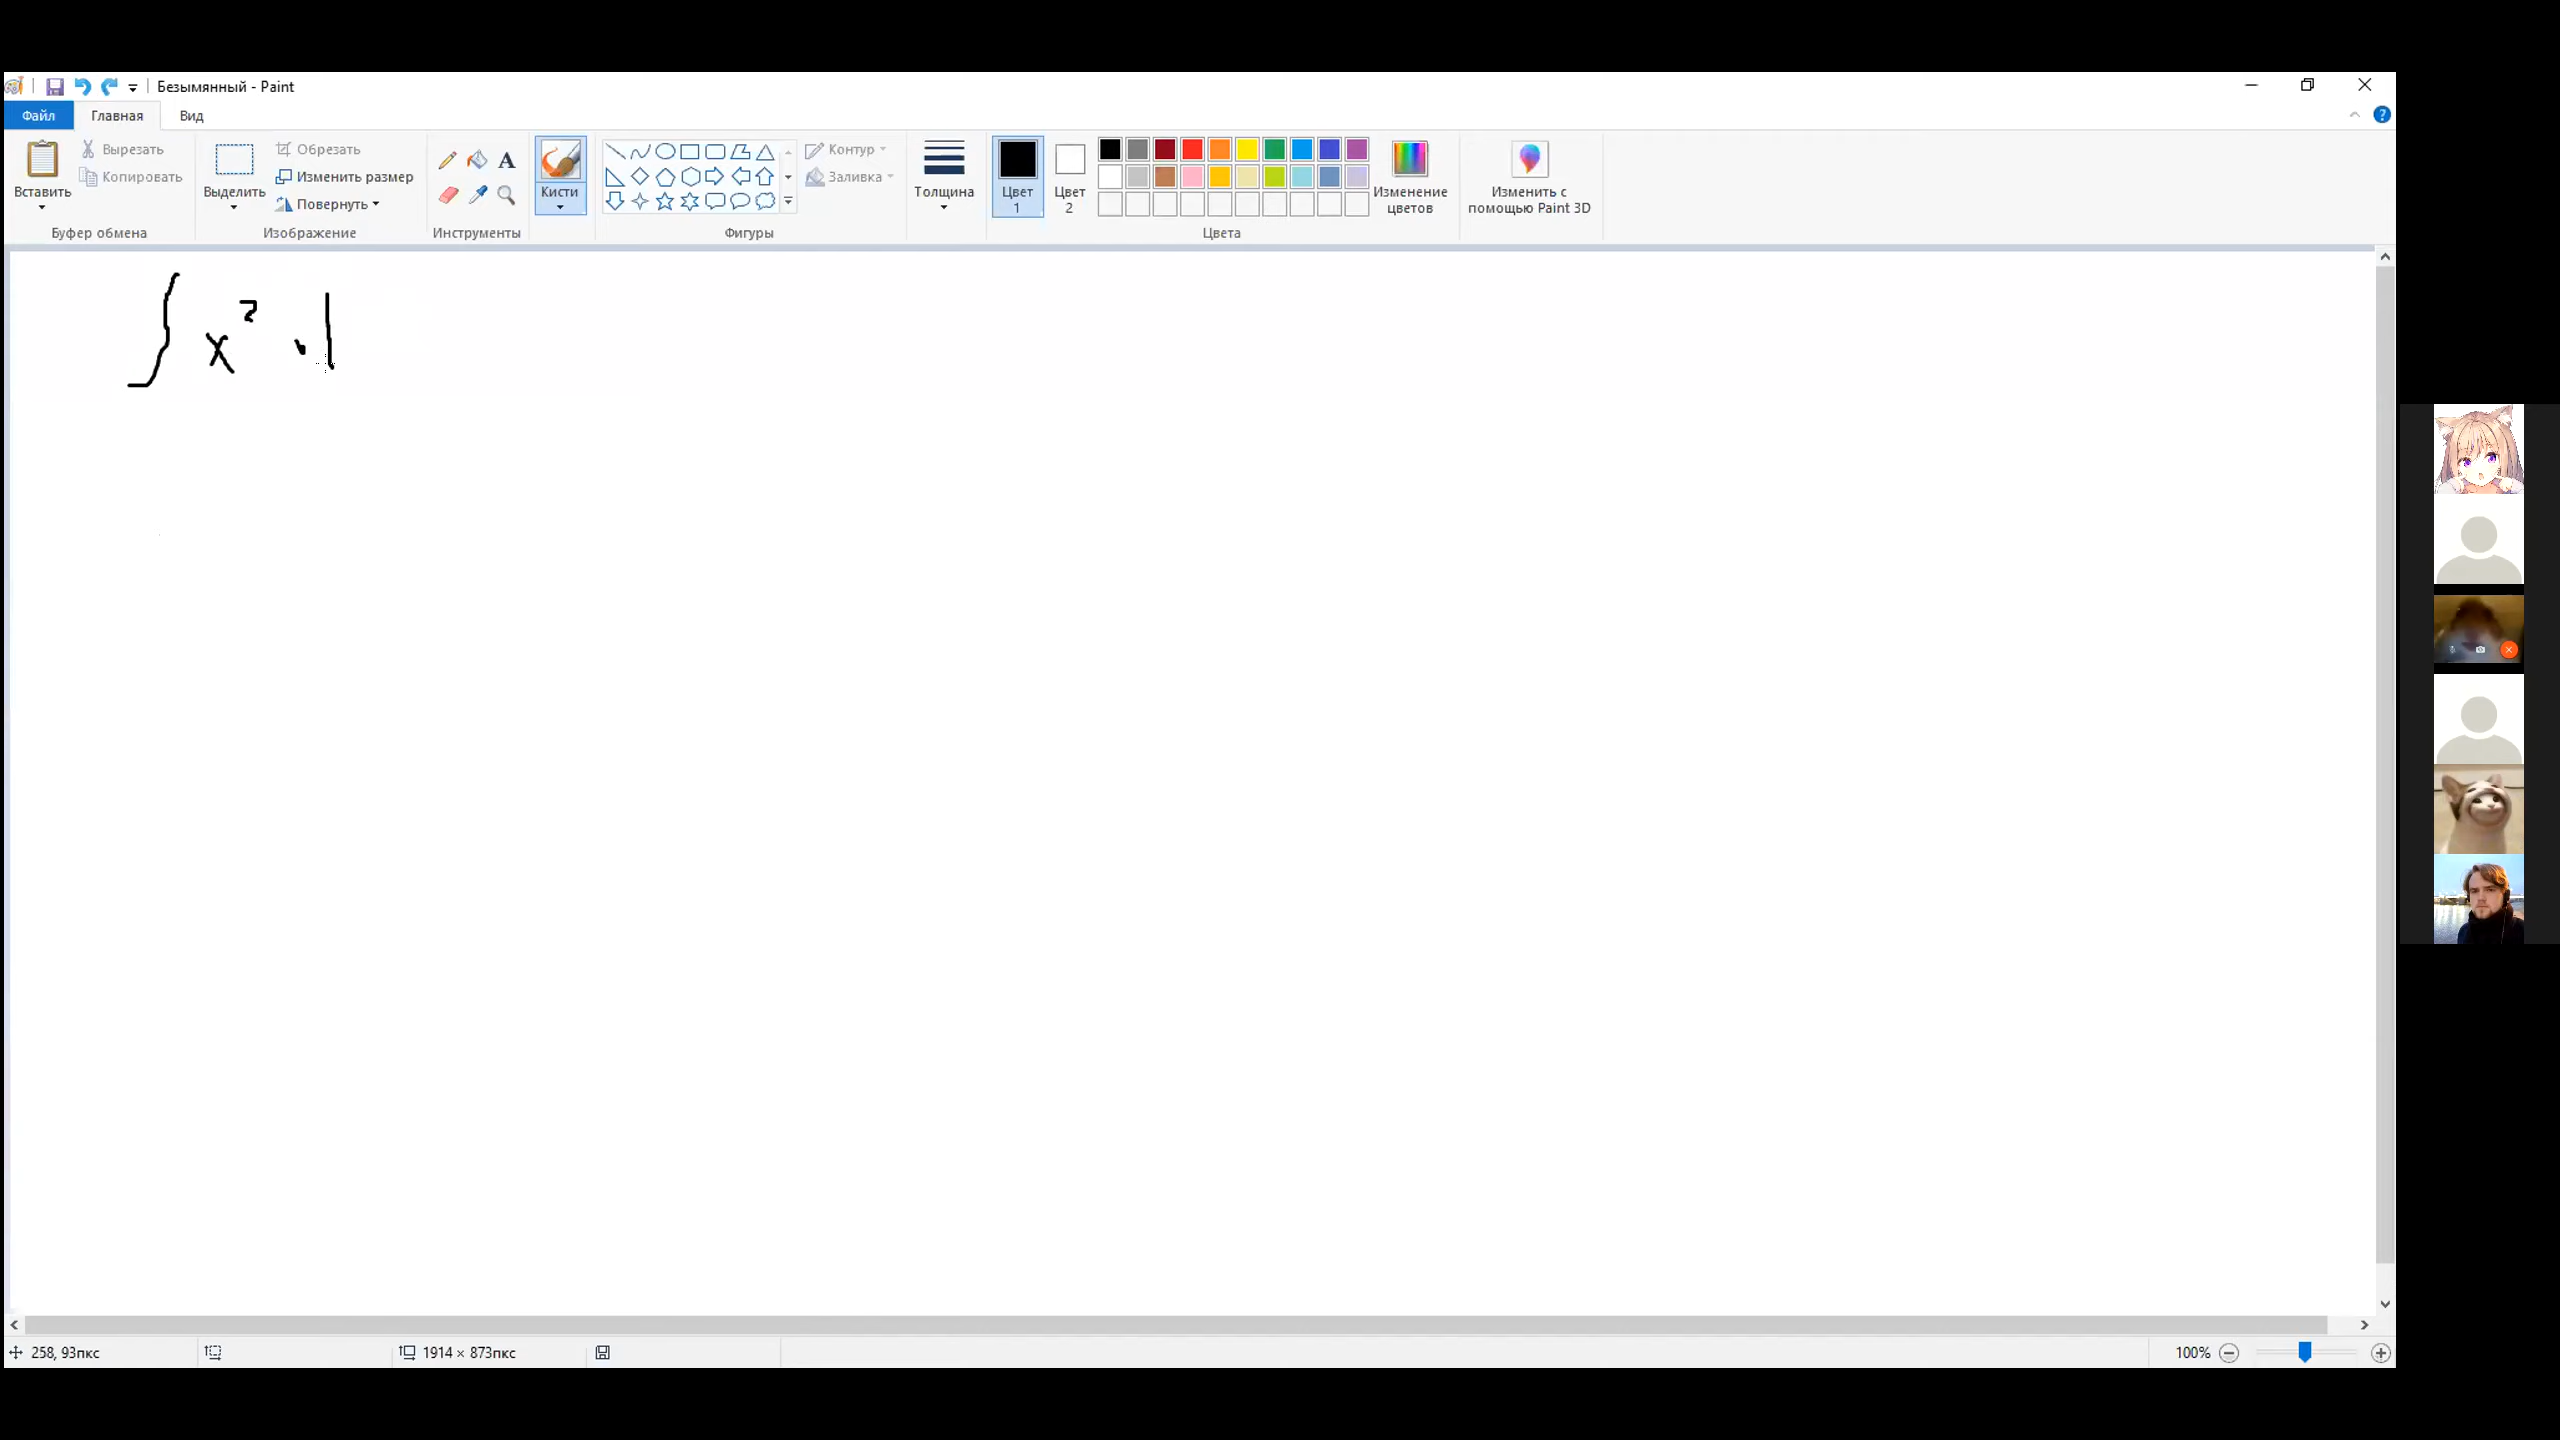 Безымянный - Paint
Файл Главная Вид
Вставить
Вырезать
Копировать
Буфер обмена
Выделить
Обрезать
Изменить размер
Повернуть
Изображение
A
Инструменты
Кисти
Контур
Заливка
Фигуры
Толщина
Цвет 1
Цвет 2
Изменение цветов
Цвета
Изменить с помощью Paint 3D
?
∫ x² · |
258, 93пкс 1914 × 873пкс 100%